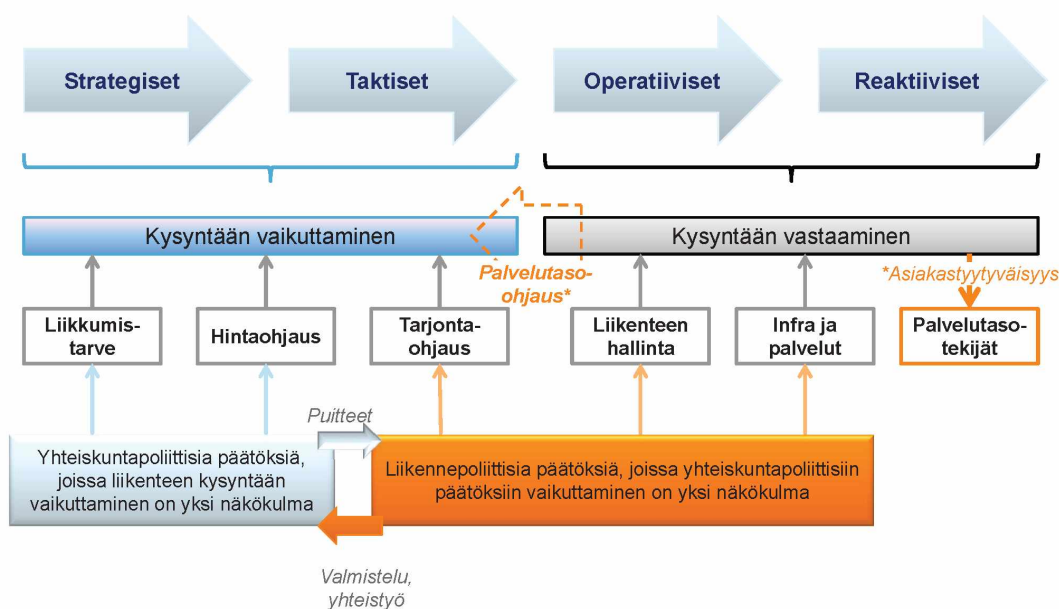 Strategiset
Taktiset
Operatiiviset
Reaktiiviset
Kysyntään vaikuttaminen
Kysyntään vastaaminen
Palvelutaso-
ohjaus*
*Asiakastyytyväisyys
Liikkumis-
tarve
Hintaohjaus
Tarjonta-
ohjaus
Liikenteen
hallinta
Infra ja
palvelut
Palvelutaso-
tekijät
Puitteet
Yhteiskuntapoliittisia päätöksiä,
joissa liikenteen kysyntään
vaikuttaminen on yksi näkökulma
Liikennepoliittisia päätöksiä, joissa yhteiskuntapoliittisiin
päätöksiin vaikuttaminen on yksi näkökulma
Valmistelu,
yhteistyö